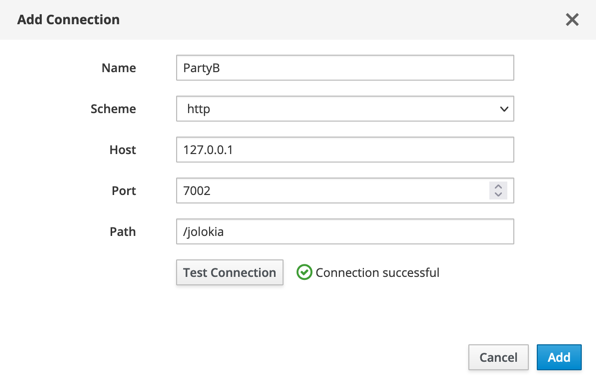 Add Connection
Name PartyB
Scheme http
Host 127.0.0.1
Port 7002
Path /jolokia
Test Connection Connection successful
Cancel Add